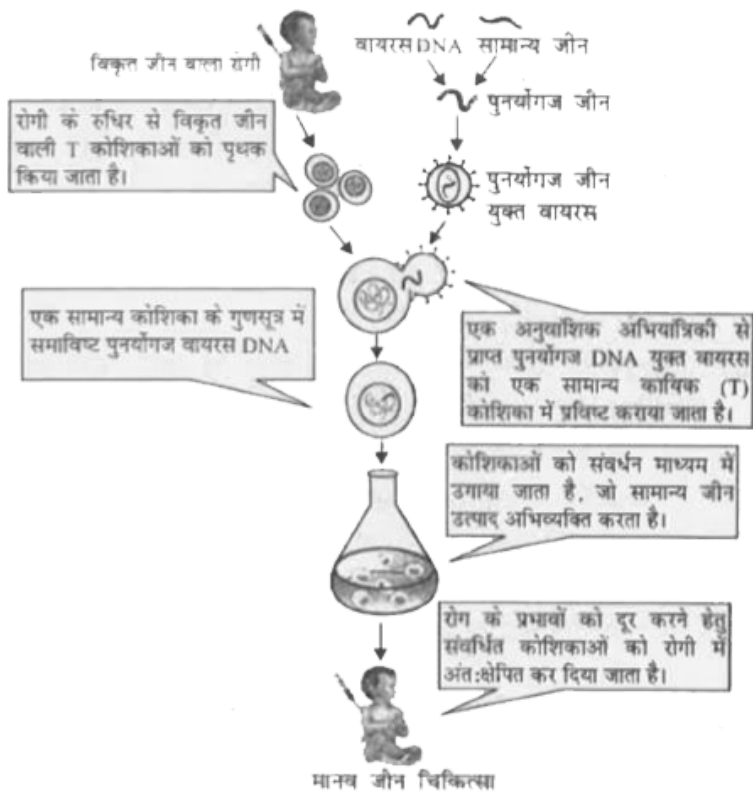 वायरस DNA सामान्य जीन
विकृत जीन वाला रोगी
पुनर्योगज जीन
रोगी के रुधिर से विकृत जीन
वाली T कोशिकाओं को पृथक
किया जाता है।
पुनर्योगज जीन
युक्त वायरस
एक सामान्य कोशिका के गुणसूत्र में
समाविष्ट पुनर्योगज वायरस DNA
एक अनुवांशिक अभियांत्रिकी से
प्राप्त पुनर्योगज DNA युक्त वायरस
को एक सामान्य कायिक (T)
कोशिका में प्रविष्ट कराया जाता है।
कोशिकाओं को संवर्धन माध्यम में
उगाया जाता है, जो सामान्य जीन
उत्पाद अभिव्यक्ति करता है।
रोग के प्रभावों को दूर करने हेतु
संवर्धित कोशिकाओं को रोगी में
अंत:क्षेपित कर दिया जाता है।
मानव जीन चिकित्सा